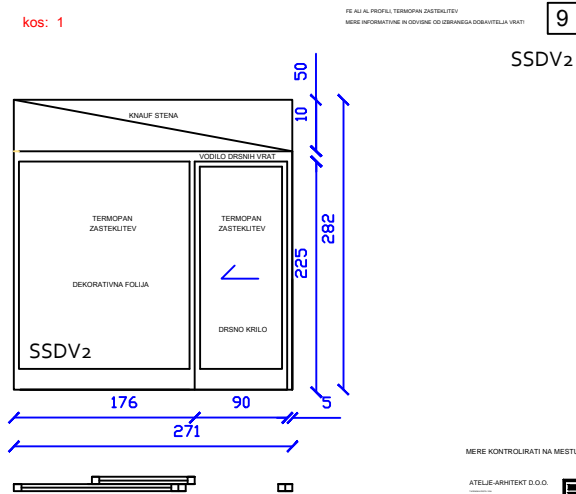 kos: 1
FE ALI AL PROFILI, TERMOPAN ZASTEKLITEV
MERE INFORMATIVNE IN ODVISNE OD IZBRANEGA DOBAVITELJA VRAT!
9
SSDV2
50
10
KNAUF STENA
VODILO DRSNIH VRAT
TERMOPAN
ZASTEKLITEV
TERMOPAN
ZASTEKLITEV
282
225
DEKORATIVNA FOLIJA
DRSNO KRILO
SSDV2
176
90
5
271
MERE KONTROLIRATI NA MESTU
ATELJE-ARHITEKT D.O.O.